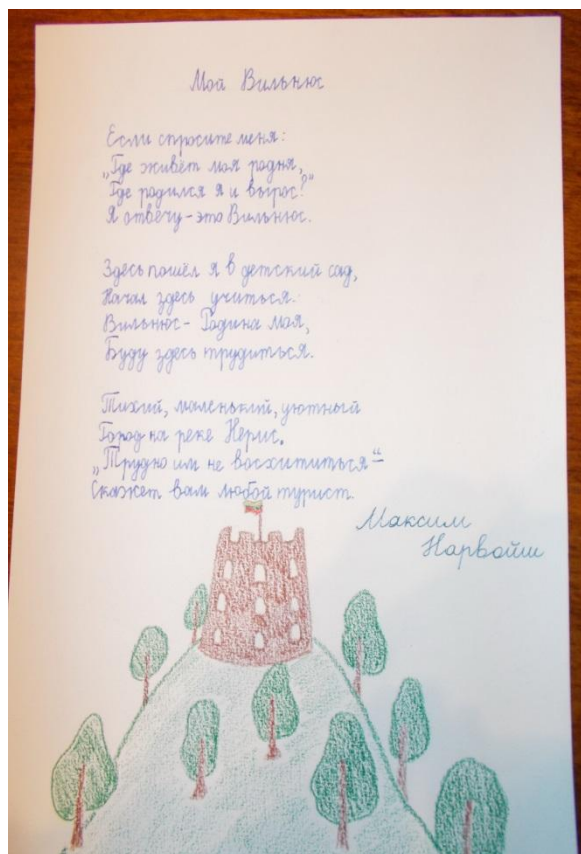 Мой Вильнюс
Если спросите меня:
„Где живёт моя родня,
Где родился я и вырос?"
Я отвечу - это Вильнюс.
Здесь пошёл я в детский сад,
Начал здесь учиться.
Вильнюс - Родина моя,
Буду здесь трудиться.
Тихий, маленький, уютный
Город на реке Нерис.
„Трудно им не восхититься" -
Скажет вам любой турист.
Максим
Нарвойш